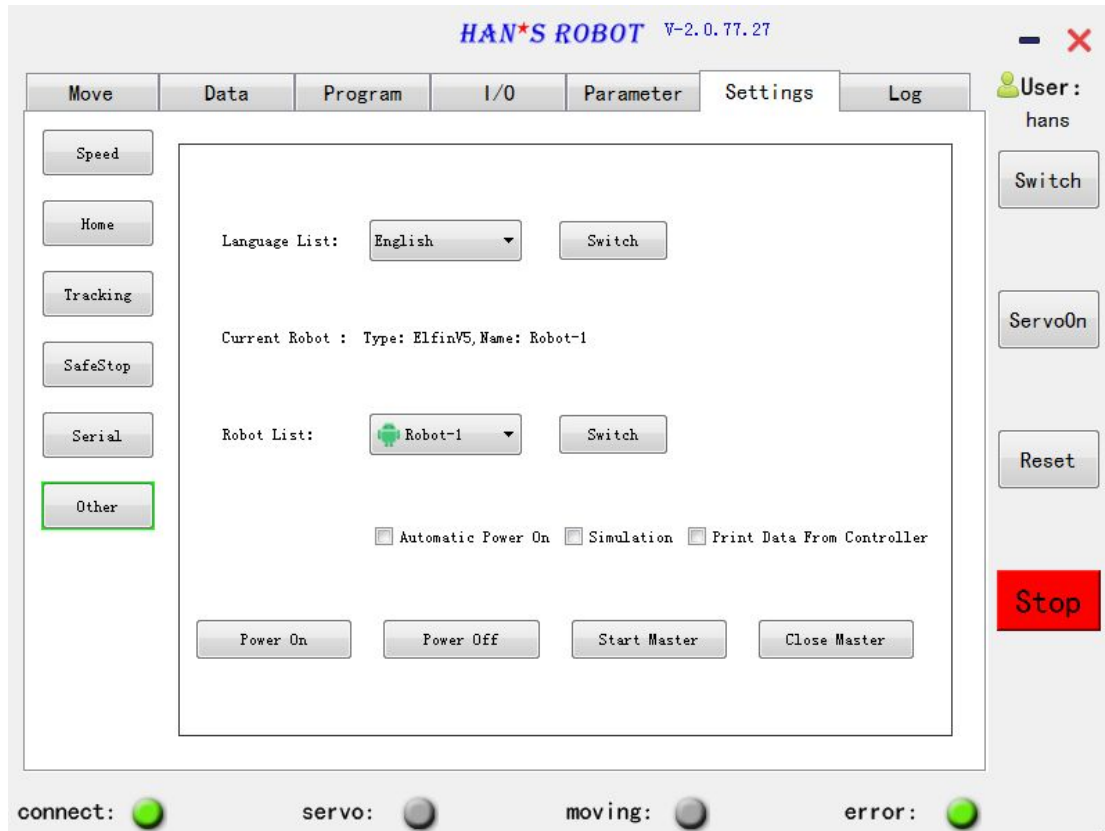 HAN★S ROBOT V-2.0.77.27
Move Data Program I/O Parameter Settings Log
User:
hans
Switch
ServoOn
Reset
Stop
Speed
Home
Tracking
SafeStop
Serial
Other
Language List: English Switch
Current Robot : Type: ElfinV5,Name: Robot-1
Robot List: Robot-1 Switch
Automatic Power On Simulation Print Data From Controller
Power On Power Off Start Master Close Master
connect: servo: moving: error: